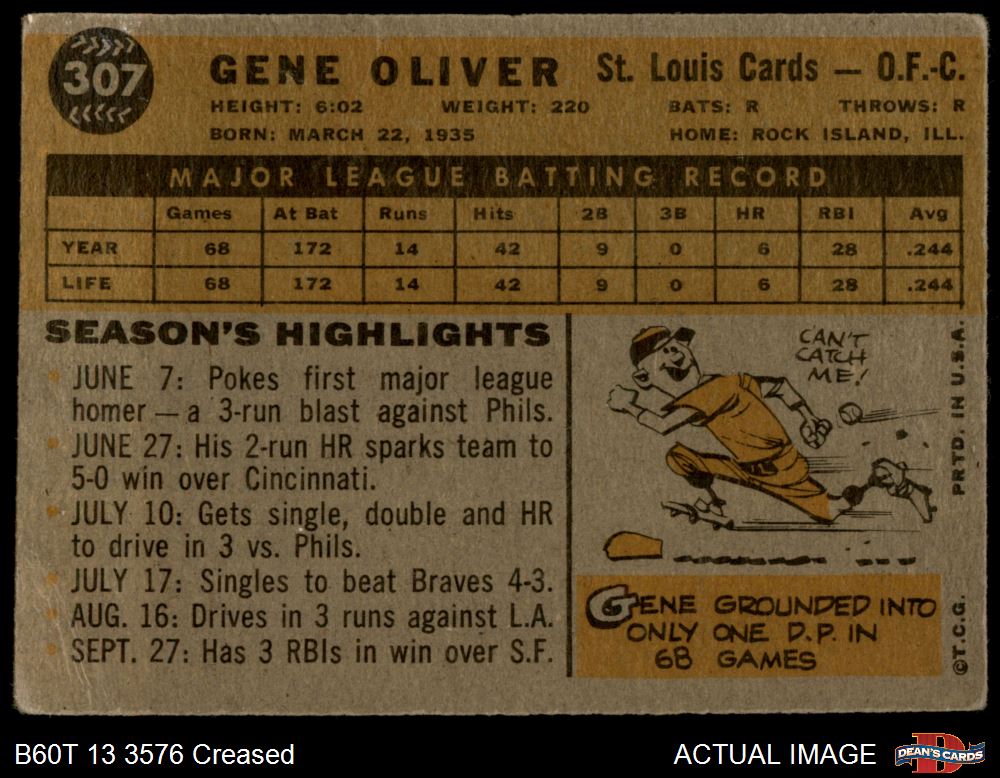 307
GENE OLIVER St. Louis Cards — O.F.-C.
HEIGHT: 6:02 WEIGHT: 220 BATS: R THROWS: R
BORN: MARCH 22, 1935 HOME: ROCK ISLAND, ILL.
MAJOR LEAGUE BATTING RECORD
Games At Bat Runs Hits 2B 3B HR RBI Avg
YEAR 68 172 14 42 9 0 6 28 .244
LIFE 68 172 14 42 9 0 6 28 .244
SEASON'S HIGHLIGHTS
JUNE 7: Pokes first major league
homer — a 3-run blast against Phils.
JUNE 27: His 2-run HR sparks team to
5-0 win over Cincinnati.
JULY 10: Gets single, double and HR
to drive in 3 vs. Phils.
JULY 17: Singles to beat Braves 4-3.
AUG. 16: Drives in 3 runs against L.A.
SEPT. 27: Has 3 RBIs in win over S.F.
CAN'T
CATCH
ME!
GENE GROUNDED INTO
ONLY ONE D.P. IN
68 GAMES
©T.C.G. PRTD. IN U.S.A.
B60T 13 3576 Creased ACTUAL IMAGE DEAN'S CARDS